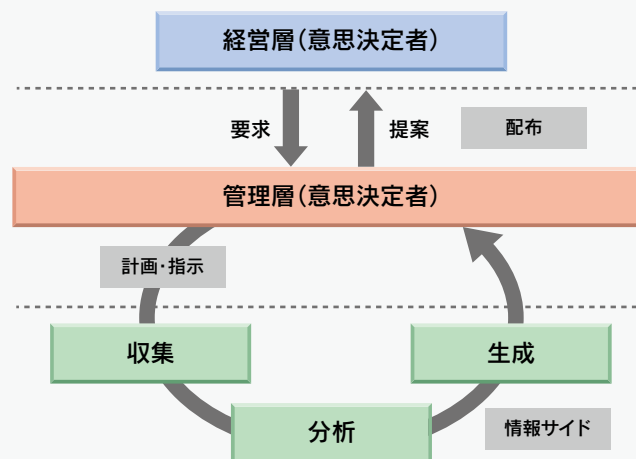 経営層(意思決定者)
要求
提案
配布
管理層(意思決定者)
計画・指示
収集
生成
分析
情報サイド